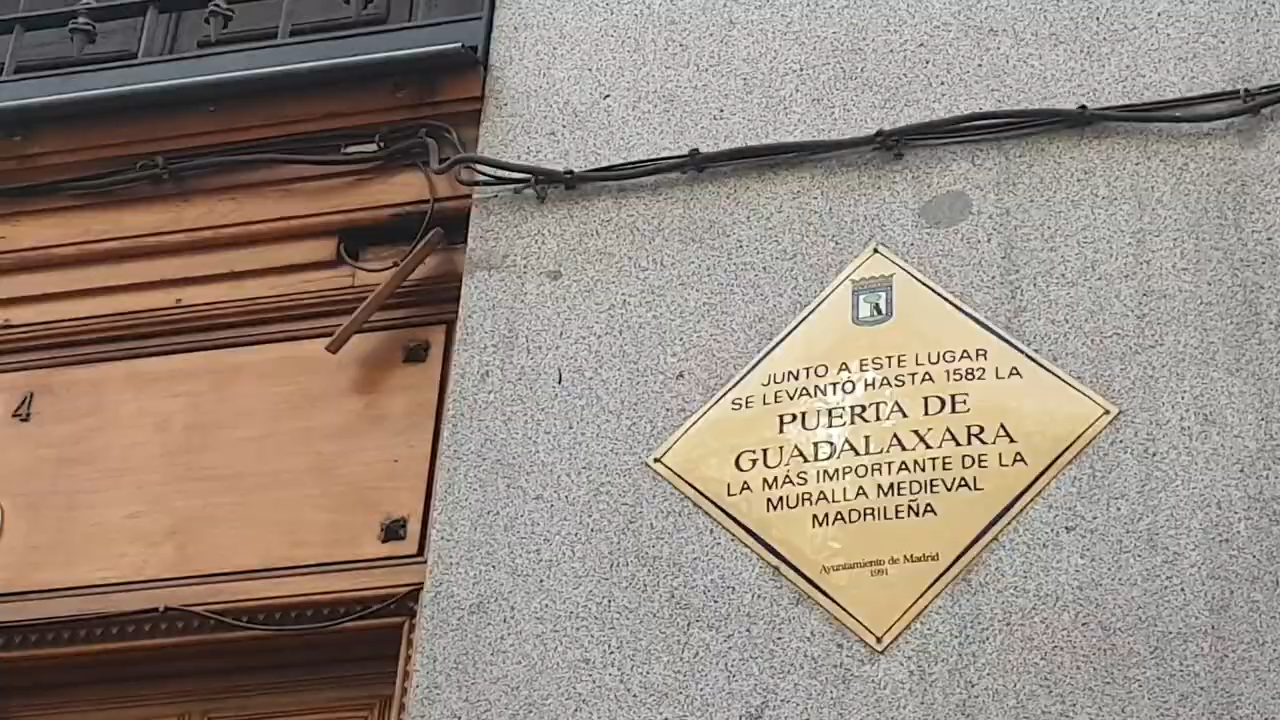 4
JUNTO A ESTE LUGAR
SE LEVANTÓ HASTA 1582 LA
PUERTA DE
GUADALAXARA
LA MÁS IMPORTANTE DE LA
MURALLA MEDIEVAL
MADRILEÑA
Ayuntamiento de Madrid
1991